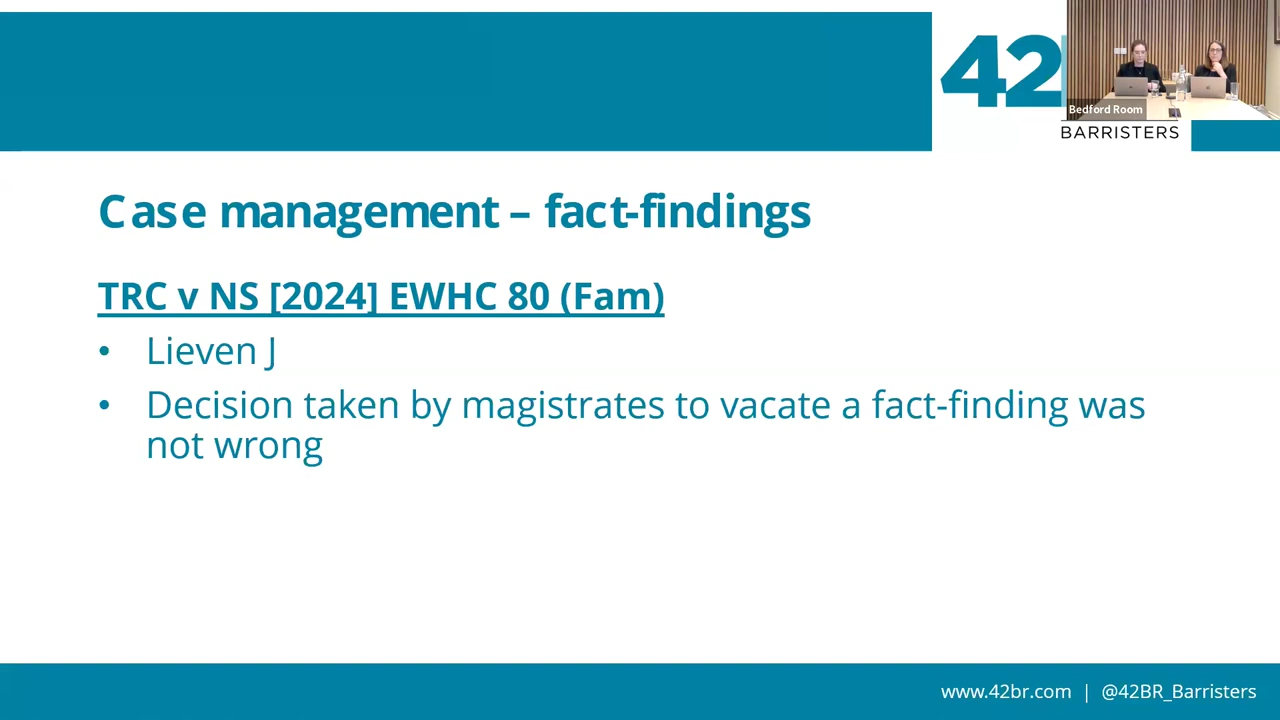 42
Bedford Room
BARRISTERS
Case management – fact-findings
TRC v NS [2024] EWHC 80 (Fam)
• Lieven J
• Decision taken by magistrates to vacate a fact-finding was
not wrong
www.42br.com | @42BR_Barristers